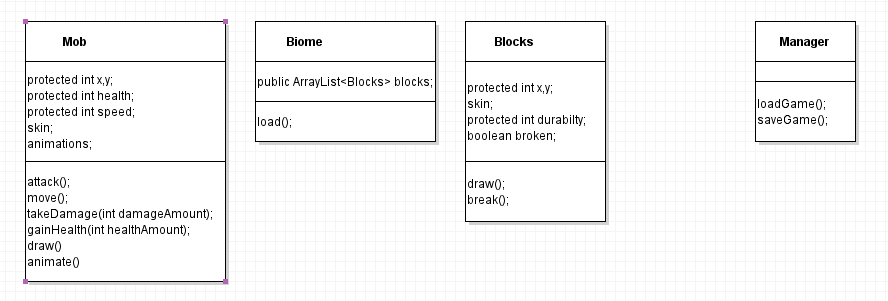 Mob
protected int x,y;
protected int health;
protected int speed;
skin;
animations;
attack();
move();
takeDamage(int damageAmount);
gainHealth(int healthAmount);
draw()
animate()
Biome
public ArrayList<Blocks> blocks;
load();
Blocks
protected int x,y;
skin;
protected int durabilty;
boolean broken;
draw();
break();
Manager
loadGame();
saveGame();